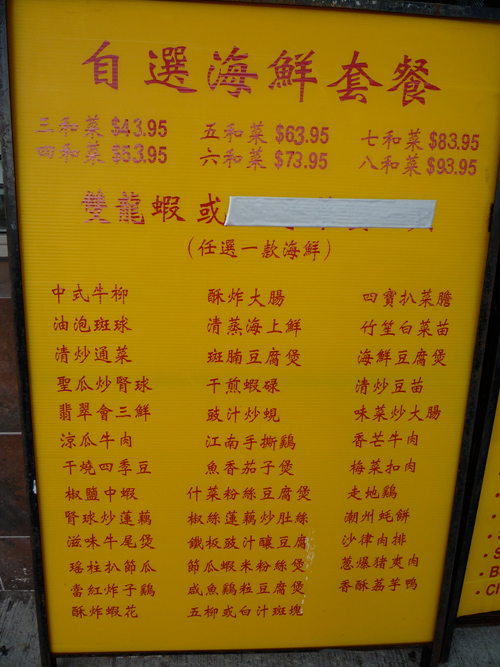 自選海鮮套餐
三和菜 $43.95 五和菜 $63.95 七和菜 $83.95
四和菜 $53.95 六和菜 $73.95 八和菜 $93.95
雙龍蝦 或
(任選一款海鮮)
中式牛柳 酥炸大腸 四寶扒菜膽
油泡斑球 清蒸海上鮮 竹笙白菜苗
清炒通菜 斑腩豆腐煲 海鮮豆腐煲
聖瓜炒腎球 干煎蝦碌 清炒豆苗
翡翠會三鮮 豉汁炒蜆 味菜炒大腸
涼瓜牛肉 江南手撕鷄 香芒牛肉
干燒四季豆 魚香茄子煲 梅菜扣肉
椒鹽中蝦 什菜粉絲豆腐煲 走地鷄
腎球炒蓮藕 椒絲蓮藕炒肚絲 潮州蚝餅
滋味牛尾煲 鐵板豉汁釀豆腐 沙律肉排
瑤柱扒節瓜 節瓜蝦米粉絲煲 葱爆猪爽肉
當紅炸子鷄 咸魚鷄粒豆腐煲 香酥荔芋鴨
酥炸蝦花 五柳或白汁斑塊